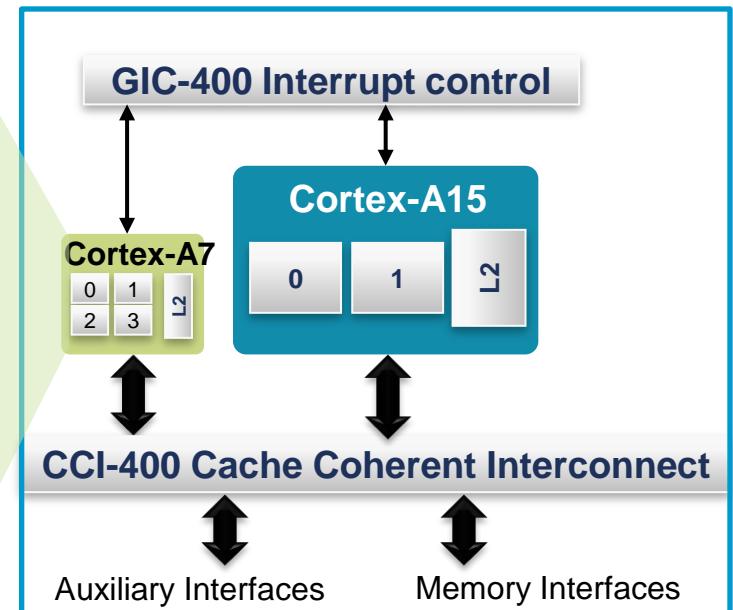 GIC-400 Interrupt control
Cortex-A7
0 1
2 3
L2
Cortex-A15
0 1
L2
CCI-400 Cache Coherent Interconnect
Auxiliary Interfaces
Memory Interfaces